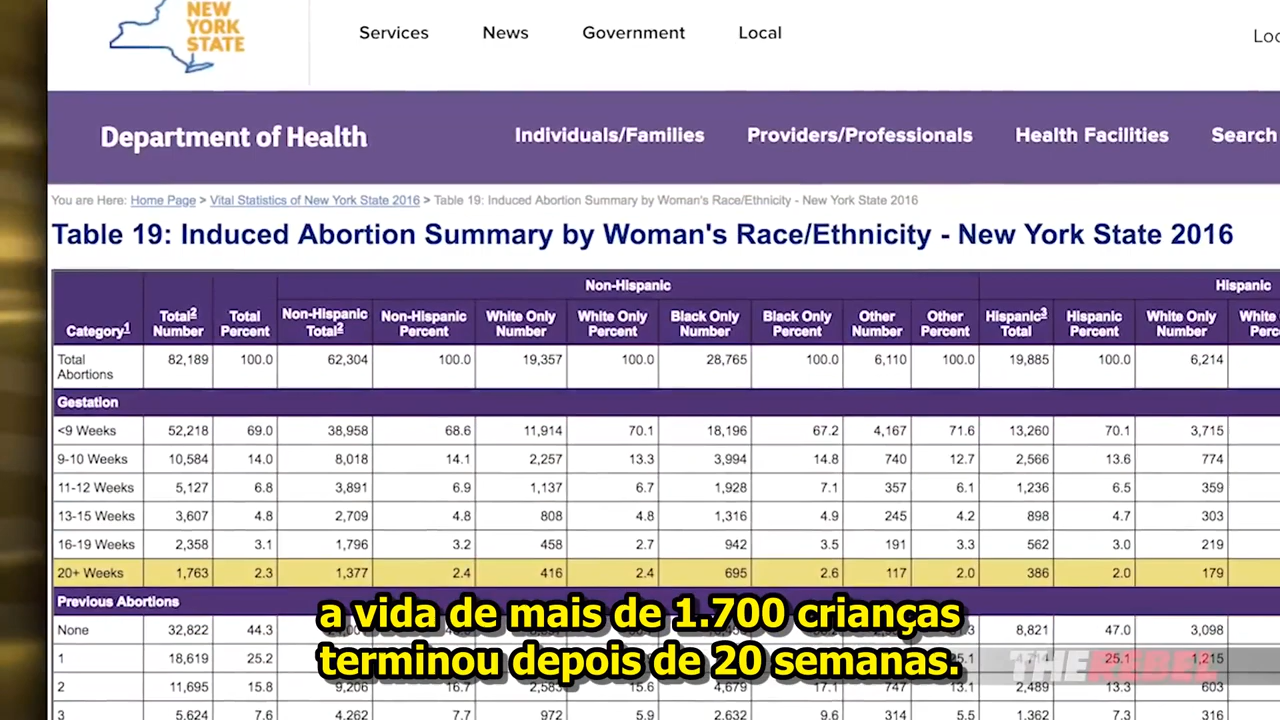 NEW
YORK
STATE
Services News Government Local
Department of Health Individuals/Families Providers/Professionals Health Facilities Search
You are Here: Home Page > Vital Statistics of New York State 2016 > Table 19: Induced Abortion Summary by Woman's Race/Ethnicity - New York State 2016
Table 19: Induced Abortion Summary by Woman's Race/Ethnicity - New York State 2016
Non-Hispanic Hispanic
Category1 Total2 Number Total Percent Non-Hispanic Total2 Non-Hispanic Percent White Only Number White Only Percent Black Only Number Black Only Percent Other Number Other Percent Hispanic3 Total Hispanic Percent White Only Number White
Total Abortions 82,189 100.0 62,304 100.0 19,357 100.0 28,765 100.0 6,110 100.0 19,885 100.0 6,214
Gestation
<9 Weeks 52,218 69.0 38,958 68.6 11,914 70.1 18,196 67.2 4,167 71.6 13,260 70.1 3,715
9-10 Weeks 10,584 14.0 8,018 14.1 2,257 13.3 3,994 14.8 740 12.7 2,566 13.6 774
11-12 Weeks 5,127 6.8 3,891 6.9 1,137 6.7 1,928 7.1 357 6.1 1,236 6.5 359
13-15 Weeks 3,607 4.8 2,709 4.8 808 4.8 1,316 4.9 245 4.2 898 4.7 303
16-19 Weeks 2,358 3.1 1,796 3.2 458 2.7 942 3.5 191 3.3 562 3.0 219
20+ Weeks 1,763 2.3 1,377 2.4 416 2.4 695 2.6 117 2.0 386 2.0 179
Previous Abortions
None 32,822 44.3 8,821 47.0 3,098
1 18,619 25.2 25.1 25.1 1,215
2 11,695 15.8 9,206 16.7 2,583 15.6 4,679 17.1 747 13.1 2,489 13.3 603
3 5,624 7.6 4,262 7.7 972 5.9 2,632 9.6 314 5.5 1,362 7.3 316
a vida de mais de 1.700 crianças
terminou depois de 20 semanas.
THE REBEL